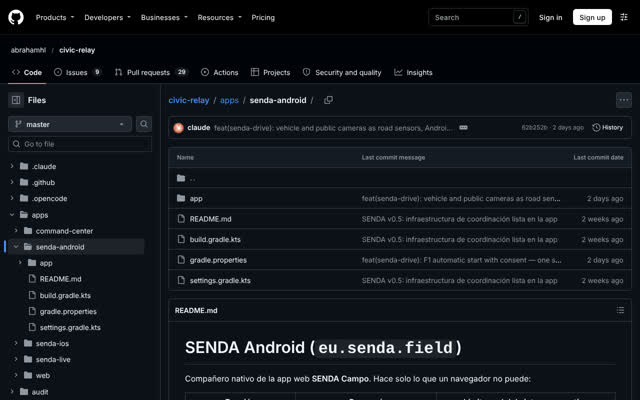 Products Developers Businesses Resources Pricing Search / Sign in Sign up
abrahamhl / civic-relay
Code Issues 9 Pull requests 29 Actions Projects Security and quality Insights
Files
master
Go to file
.claude
.github
.opencode
apps
command-center
senda-android
app
README.md
build.gradle.kts
gradle.properties
settings.gradle.kts
senda-ios
senda-live
web
audit
civic-relay / apps / senda-android /
claude feat(senda-drive): vehicle and public cameras as road sensors, Androi... 62b252b · 2 days ago History
Name Last commit message Last commit date
..
app feat(senda-drive): vehicle and public cameras as road sen... 2 days ago
README.md SENDA v0.5: infraestructura de coordinación lista en la app 2 weeks ago
build.gradle.kts SENDA v0.5: infraestructura de coordinación lista en la app 2 weeks ago
gradle.properties feat(senda-drive): F1 automatic start with consent — one s... 2 days ago
settings.gradle.kts SENDA v0.5: infraestructura de coordinación lista en la app 2 weeks ago
README.md
SENDA Android (eu.senda.field)
Compañero nativo de la app web SENDA Campo. Hace solo lo que un navegador no puede: